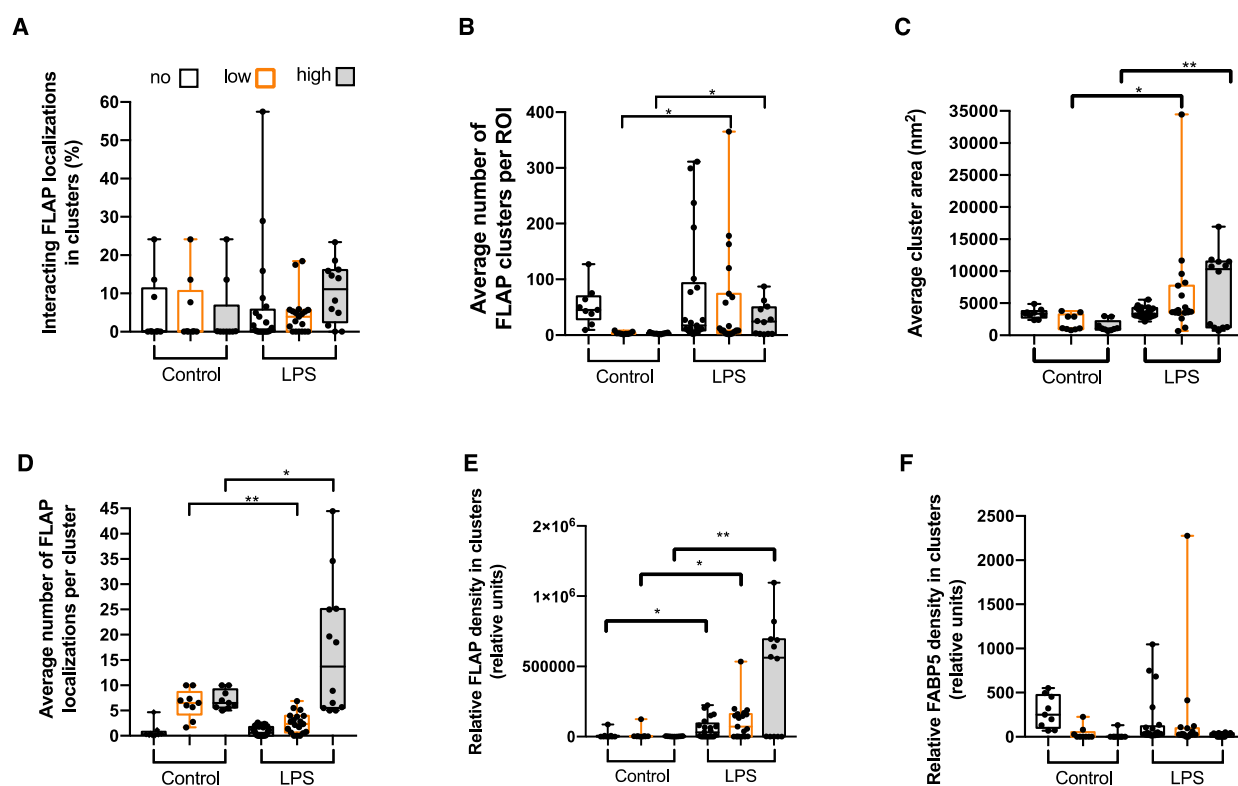 A
no
low
high
Interacting FLAP localizations
in clusters (%)
60
50
40
30
20
10
0
Control
LPS
B
*
*
Average number of
FLAP clusters per ROI
400
300
200
100
0
Control
LPS
C
**
*
Average cluster area (nm²)
35000
30000
25000
20000
15000
10000
5000
0
Control
LPS
D
*
**
Average number of FLAP
localizations per cluster
45
40
35
30
25
20
15
10
5
0
Control
LPS
E
Relative FLAP density in clusters
(relative units)
2×10⁶
1×10⁶
500000
0
**
*
*
Control
LPS
F
Relative FABP5 density in clusters
(relative units)
2500
2000
1500
1000
500
0
Control
LPS